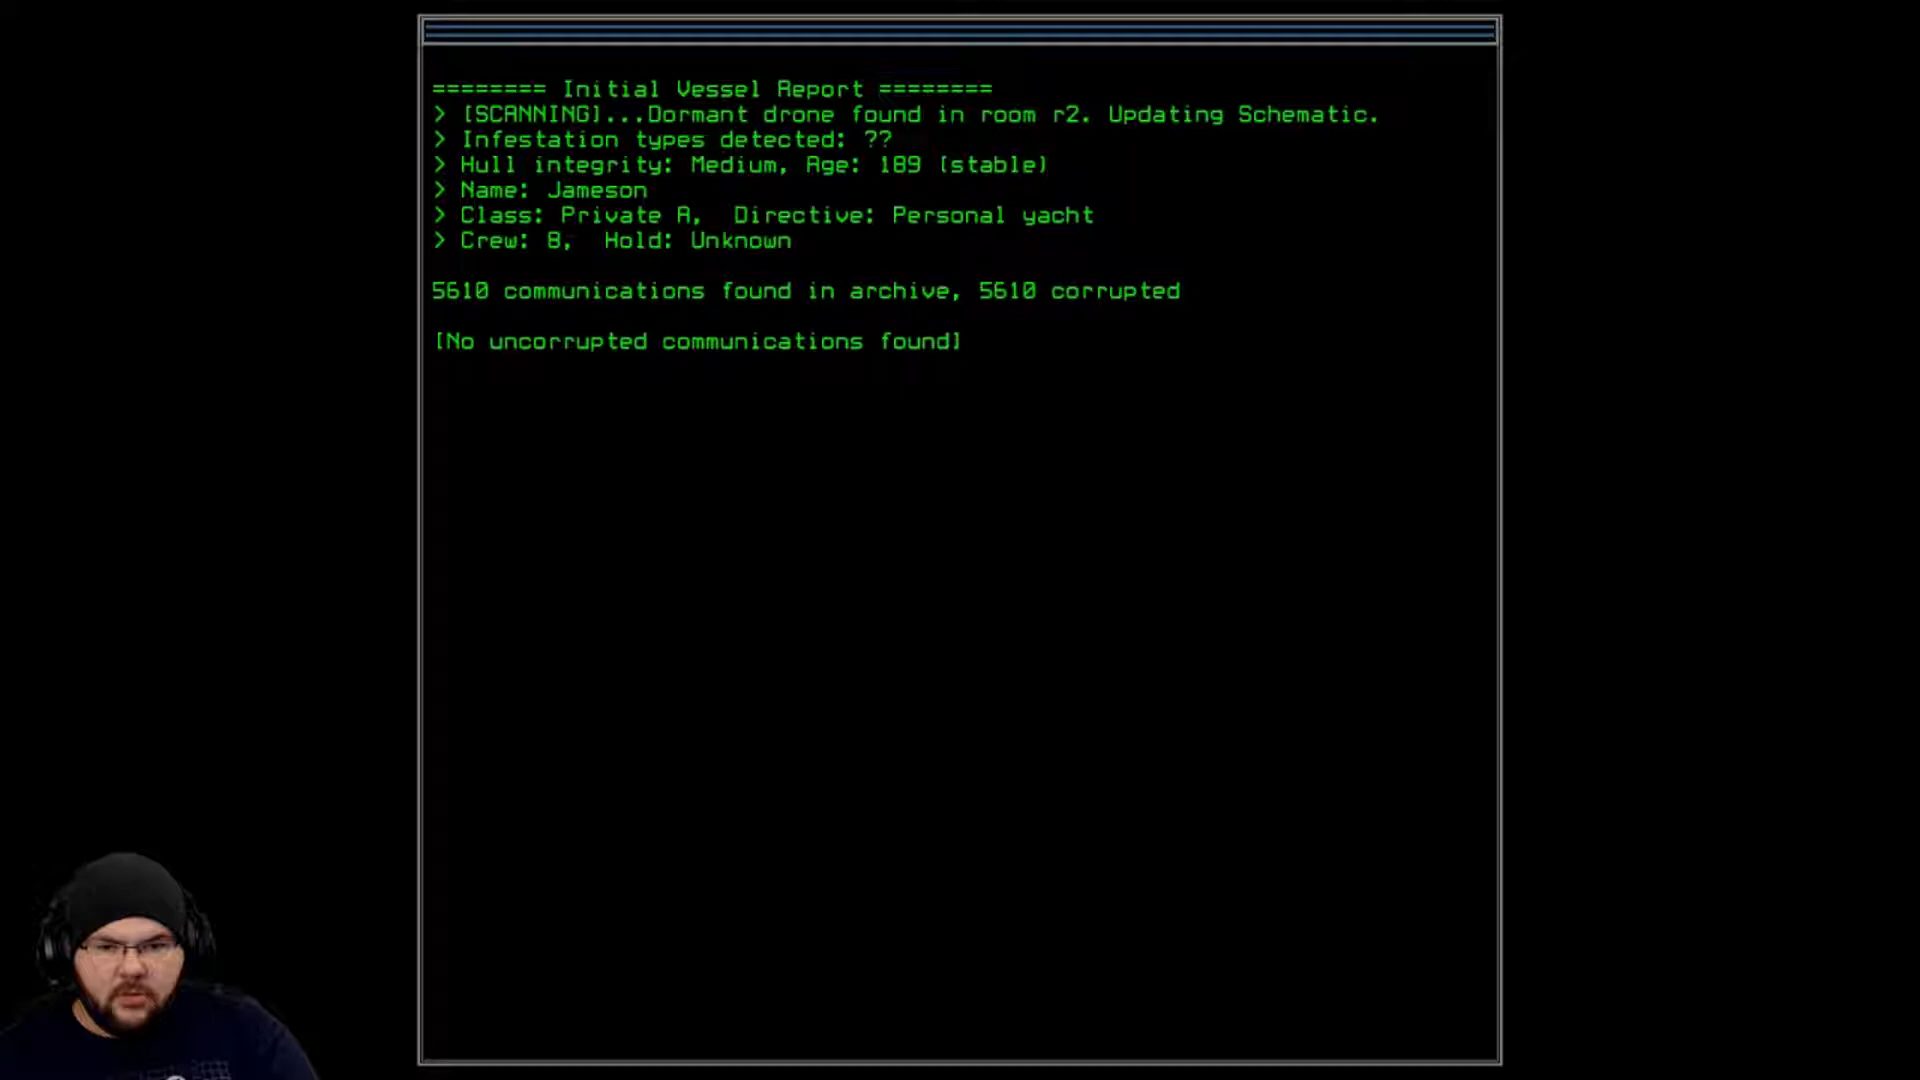 ======== Initial Vessel Report ========
> [SCANNING]...Dormant drone found in room r2. Updating Schematic.
> Infestation types detected: ??
> Hull integrity: Medium, Age: 189 (stable)
> Name: Jameson
> Class: Private A,  Directive: Personal yacht
> Crew: 8,  Hold: Unknown
5610 communications found in archive, 5610 corrupted
[No uncorrupted communications found]